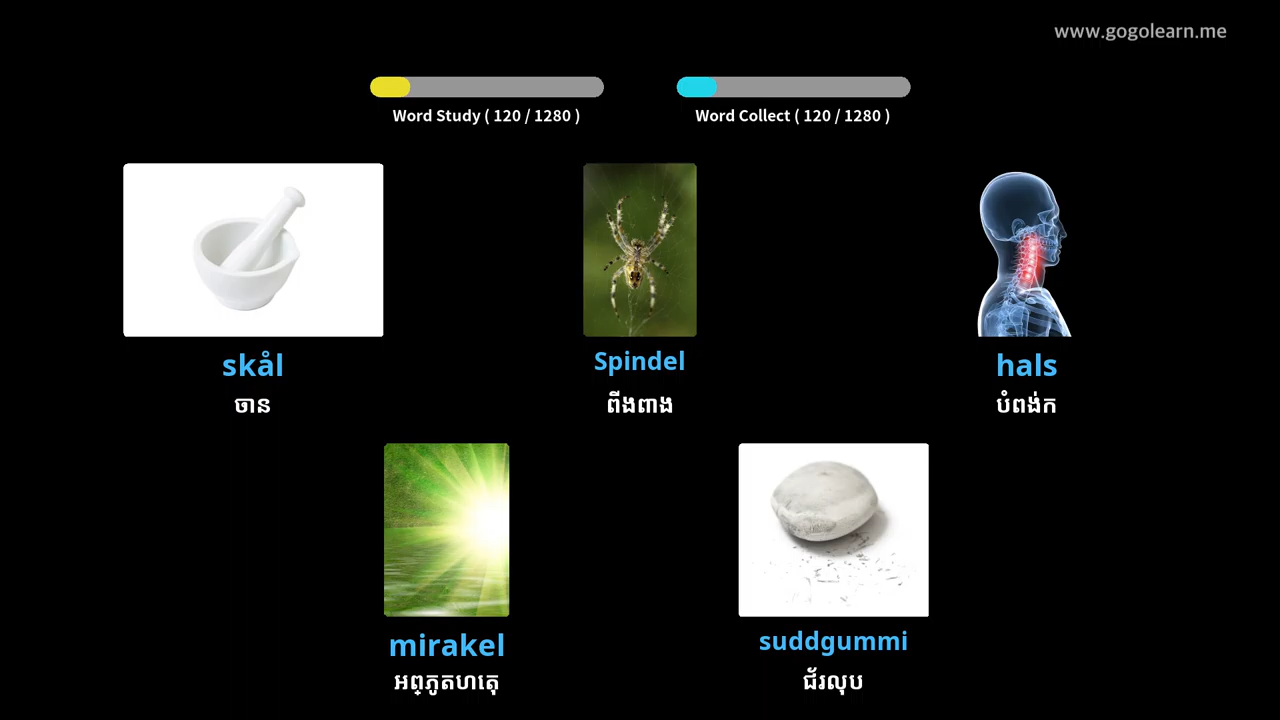 www.gogolearn.me
Word Study ( 120 / 1280 )
Word Collect ( 120 / 1280 )
skål
ចាន
Spindel
ពីងពាង
hals
បំពង់ក
mirakel
អព្ភូតហតុេ
suddgummi
ជ័រលុប